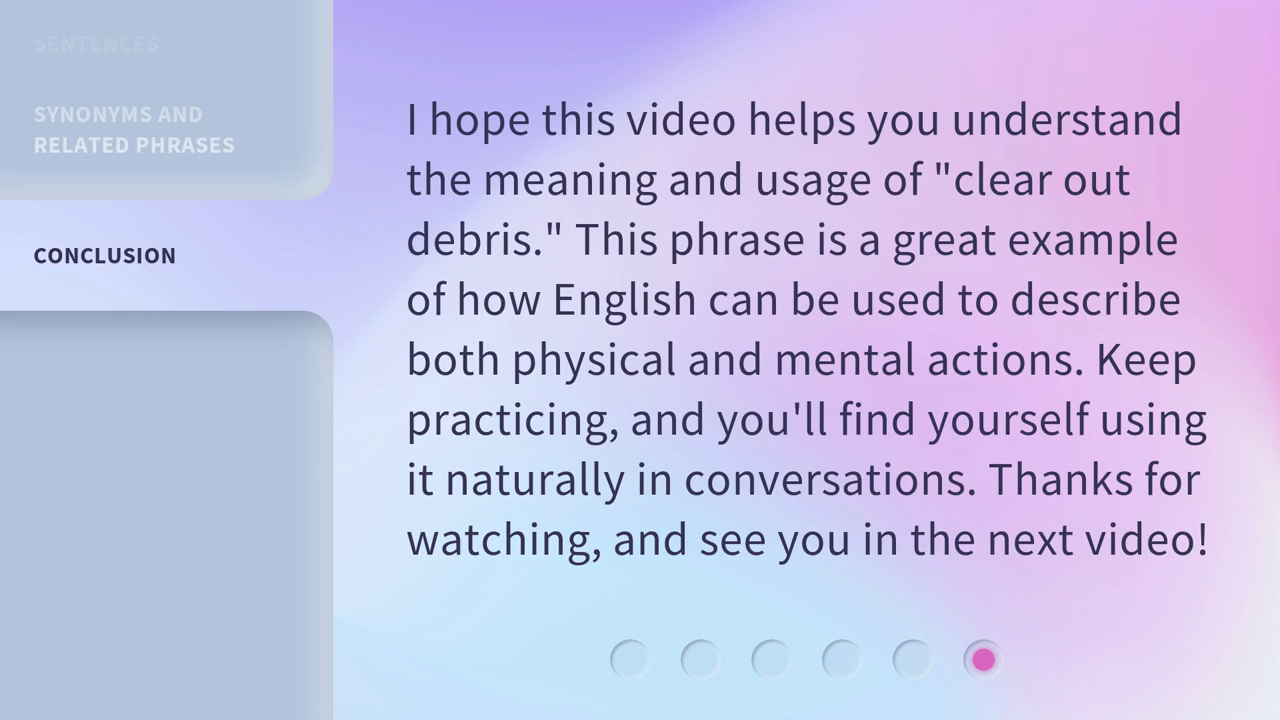 SENTENCES
SYNONYMS AND
RELATED PHRASES
CONCLUSION
I hope this video helps you understand
the meaning and usage of "clear out
debris." This phrase is a great example
of how English can be used to describe
both physical and mental actions. Keep
practicing, and you'll find yourself using
it naturally in conversations. Thanks for
watching, and see you in the next video!